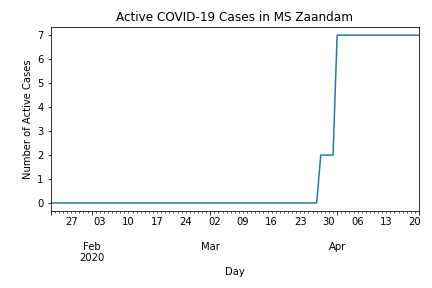 Active COVID-19 Cases in MS Zaandam
Number of Active Cases
7
6
5
4
3
2
1
0
27 03 10 17 24 02 09 16 23 30 06 13 20
Feb Mar Apr
2020
Day